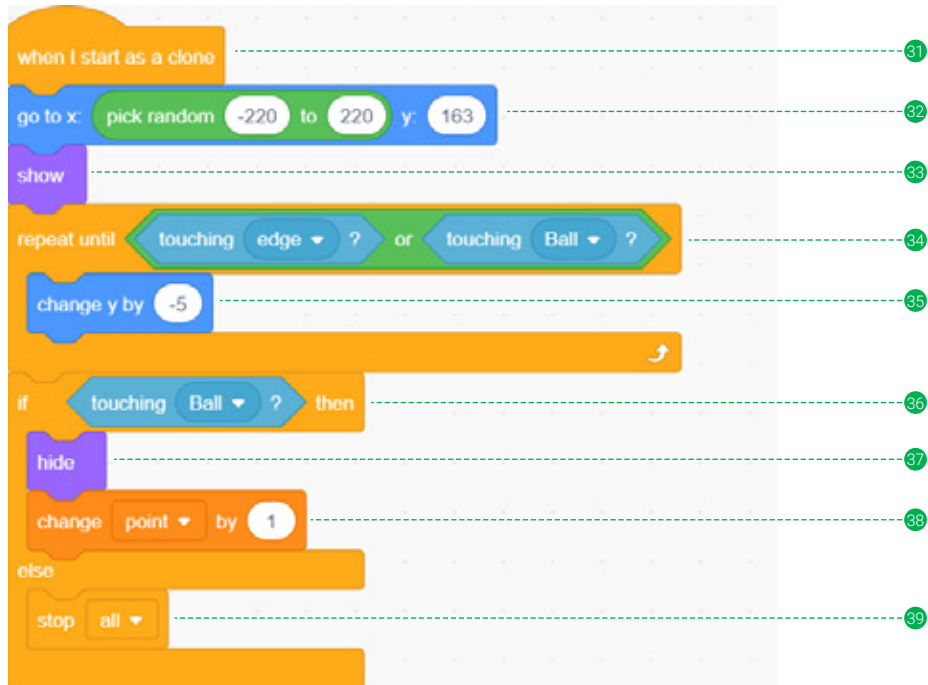 when I start as a clone 31
go to x: pick random -220 to 220 y: 163 32
show 33
repeat until touching edge ? or touching Ball ? 34
change y by -5 35
if touching Ball ? then 36
hide 37
change point by 1 38
else
stop all 39